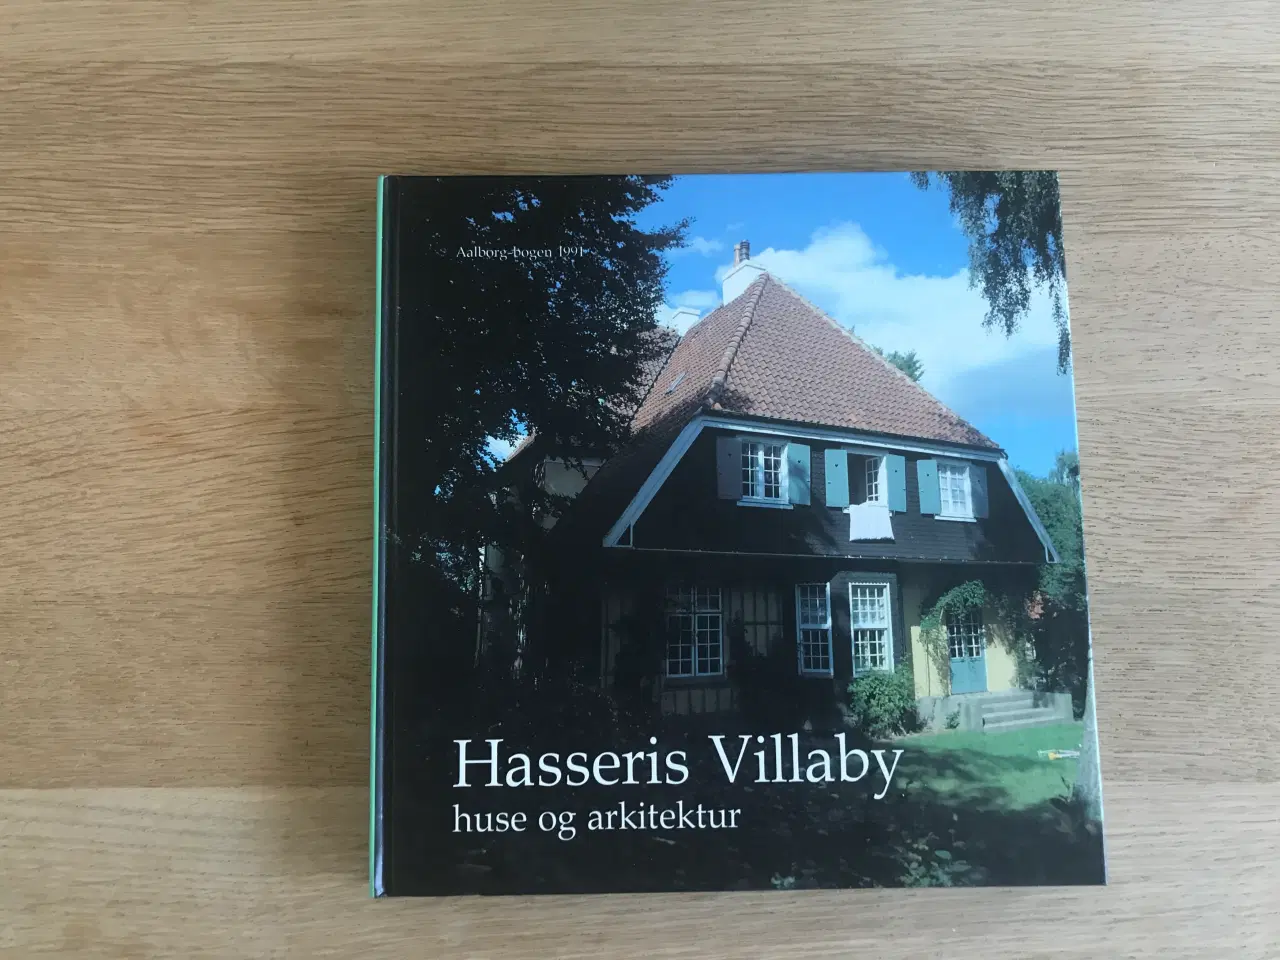 Aalborg-bogen 1991
Hasseris Villaby
huse og arkitektur